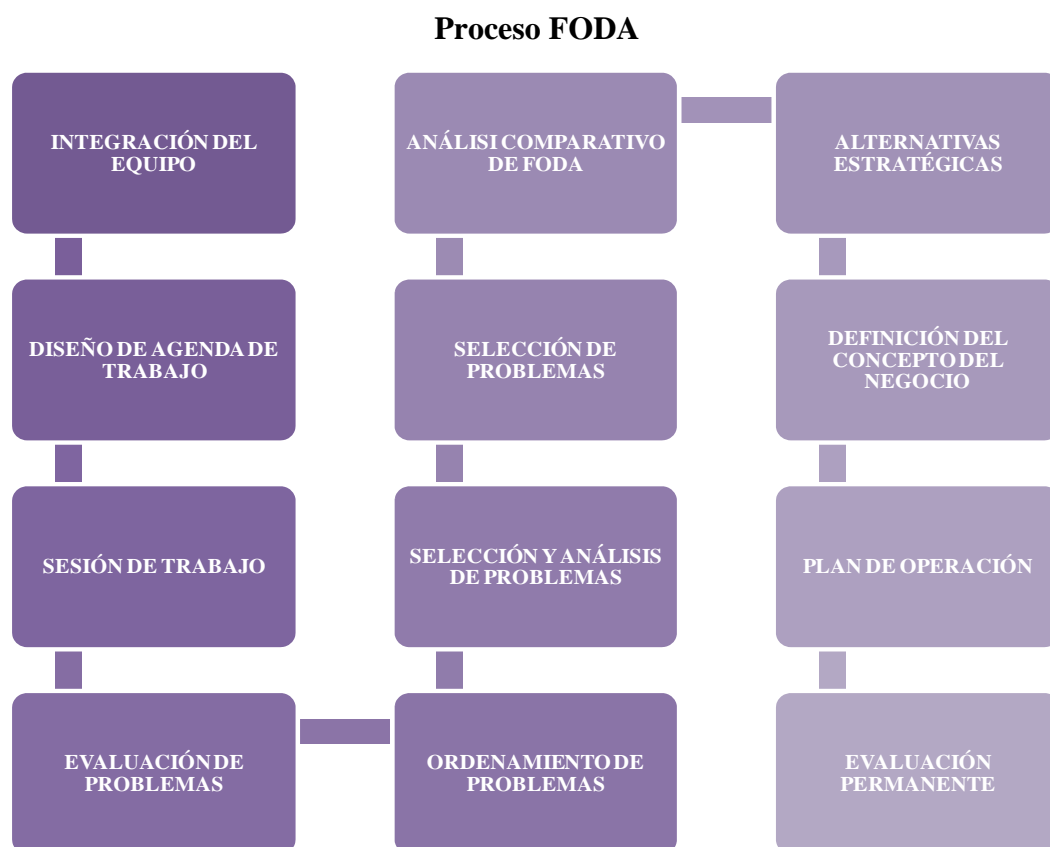 Proceso FODA
INTEGRACIÓN DEL
EQUIPO
DISEÑO DE AGENDA DE
TRABAJO
SESIÓN DE TRABAJO
EVALUACIÓN DE
PROBLEMAS
ORDENAMIENTO DE
PROBLEMAS
SELECCIÓN Y ANÁLISIS
DE PROBLEMAS
SELECCIÓN DE
PROBLEMAS
ANÁLISI COMPARATIVO
DE FODA
ALTERNATIVAS
ESTRATÉGICAS
DEFINICIÓN DEL
CONCEPTO DEL
NEGOCIO
PLAN DE OPERACIÓN
EVALUACIÓN
PERMANENTE